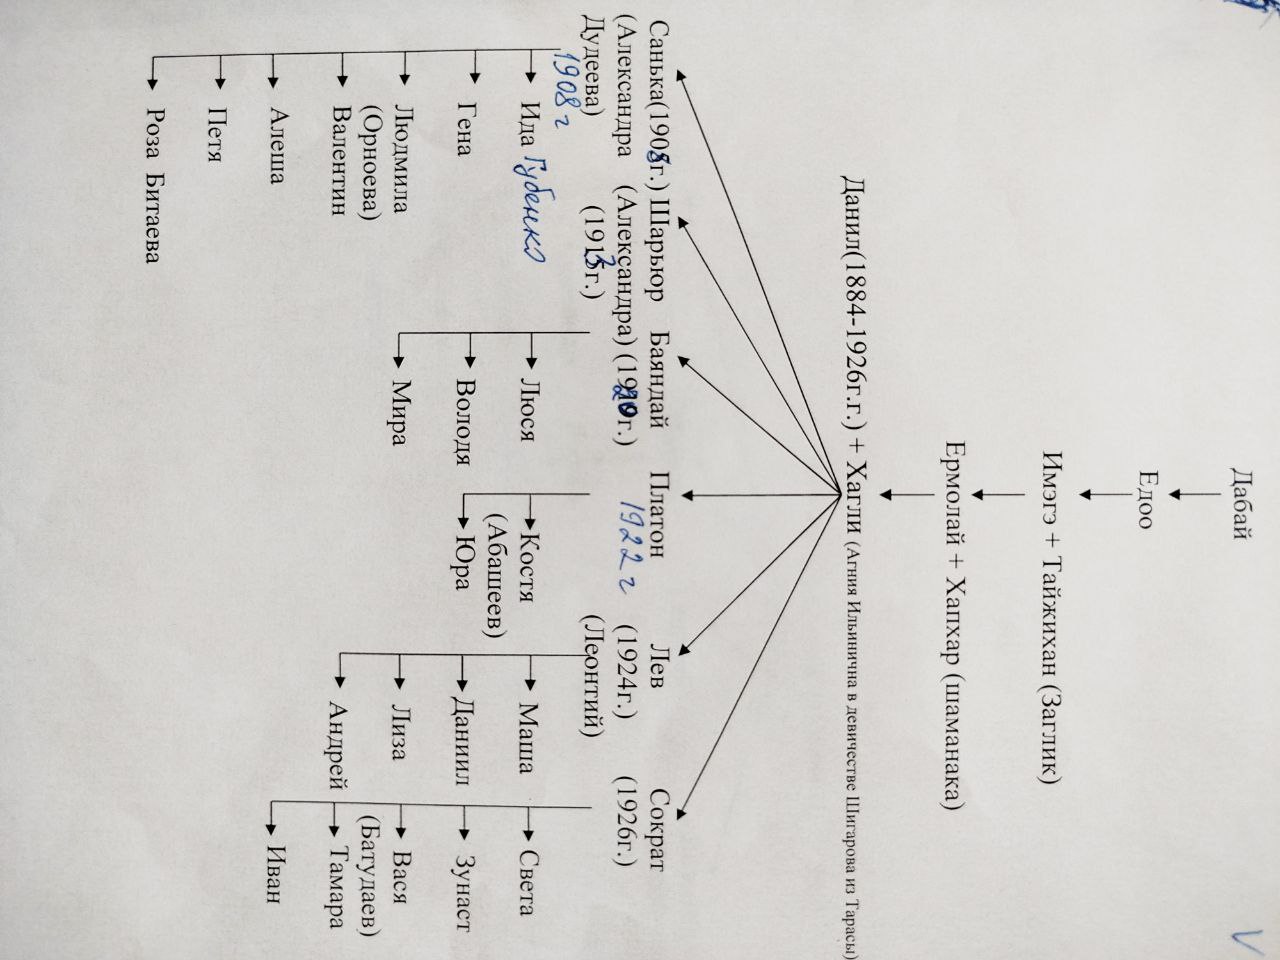 V
Дабай
Едоо
Имэгэ + Тайжихан (Заглик)
Ермолай + Хапхар (шаманака)
Данил(1884-1926г.г.) + Хагли (Агния Ильинична в девичестве Шигарова из Тарасы)
Санька(1908г.) Шарьюр Баяндай Платон Лев Сократ
(Александра (Александра) (1920г.) 1922 г (1924г.) (1926г.)
Дудеева) (1913г.) (Леонтий)
1908 г
Ида Губенко Люся Костя Маша Света
(Абашеев)
Гена Володя Юра Даниил Зунаст
Людмила Мира Лиза Вася
(Орноева) (Батудаев)
Валентин Андрей Тамара
Алеша Иван
Петя
Роза Битаева